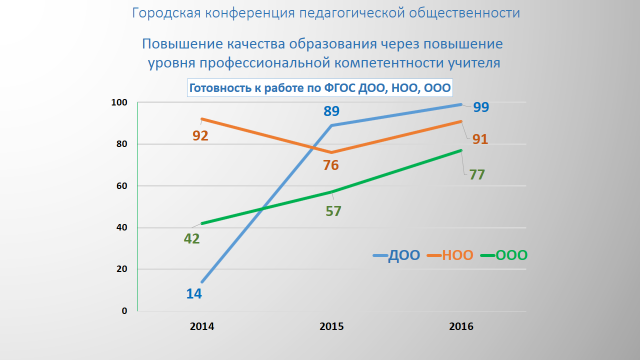 Городская конференция педагогической общественности
Повышение качества образования через повышение
уровня профессиональной компетентности учителя
Готовность к работе по ФГОС ДОО, НОО, ООО
100
80
60
40
20
0
92
42
14
89
76
57
99
91
77
ДОО НОО ООО
2014 2015 2016